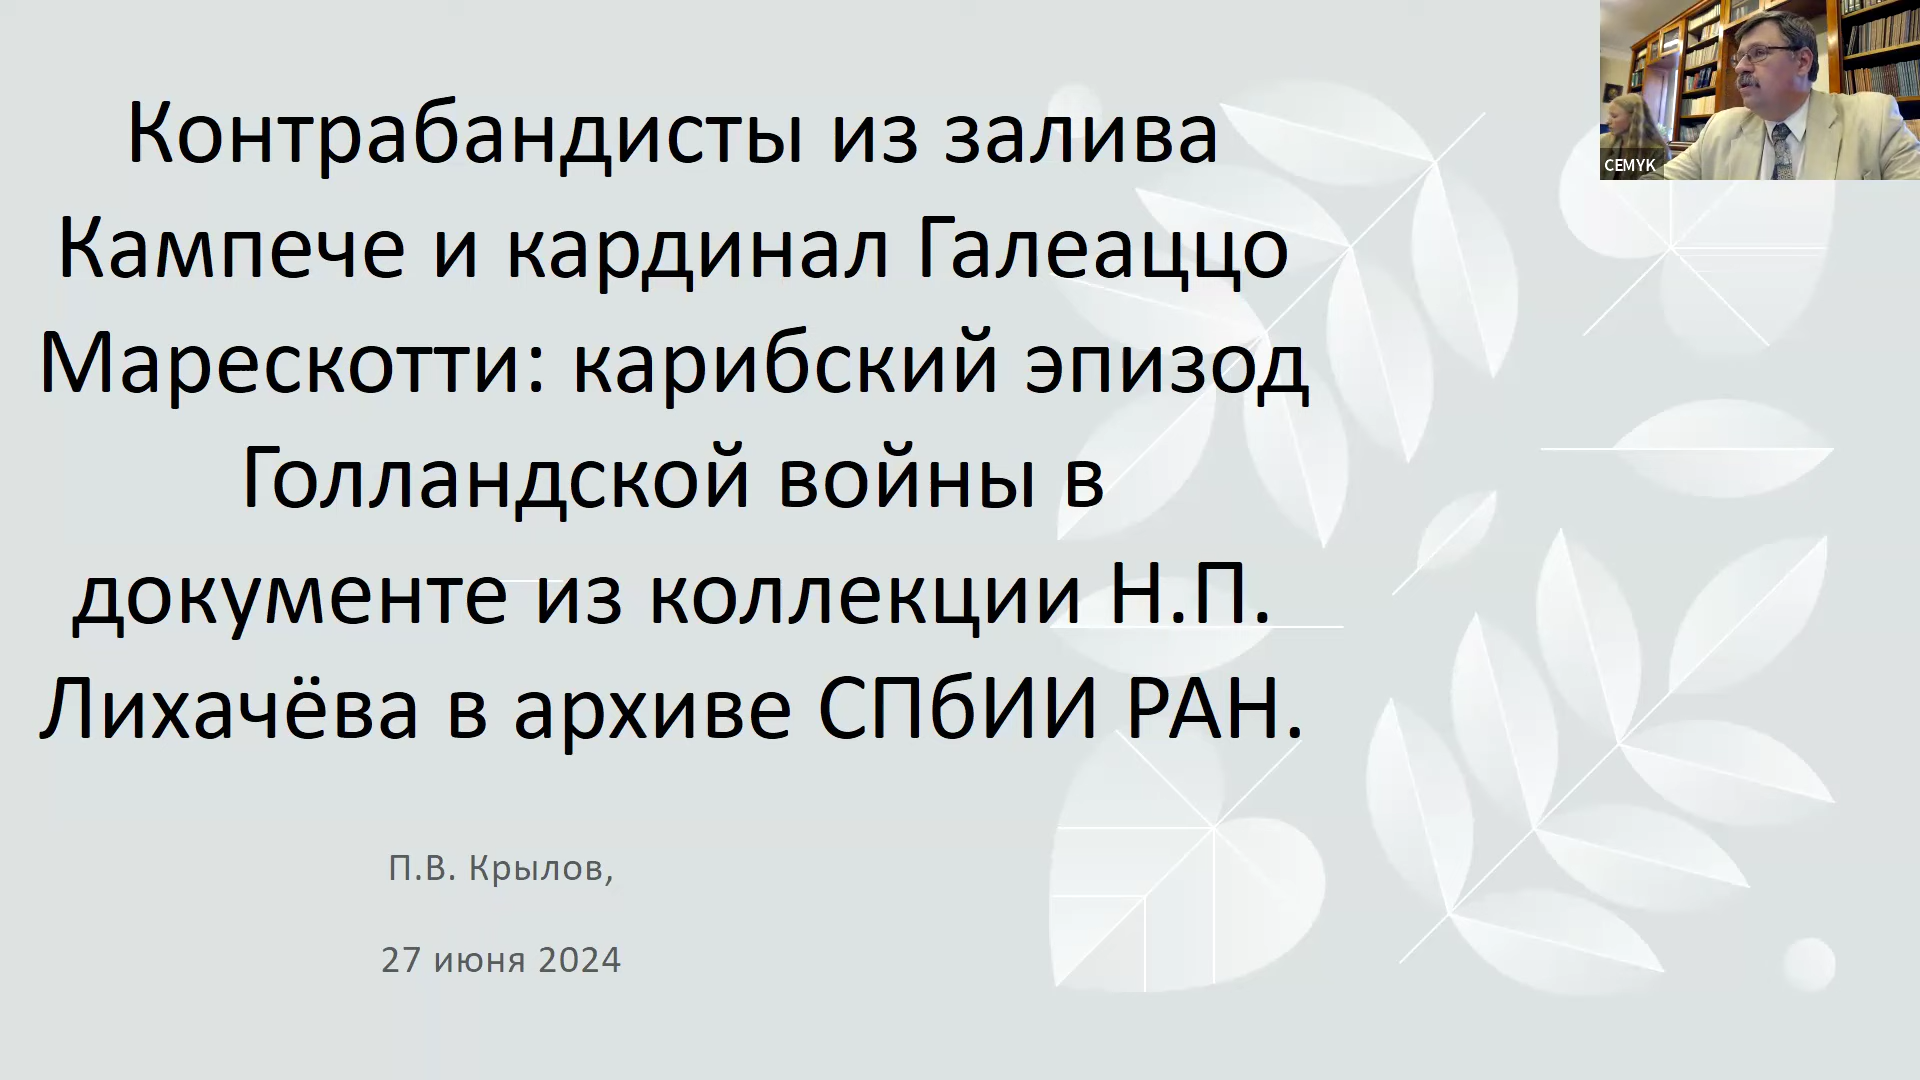 Контрабандисты из залива
Кампече и кардинал Галеаццо
Марескотти: карибский эпизод
Голландской войны в
документе из коллекции Н.П.
Лихачёва в архиве СПбИИ РАН.
П.В. Крылов,
27 июня 2024
СЕМУК